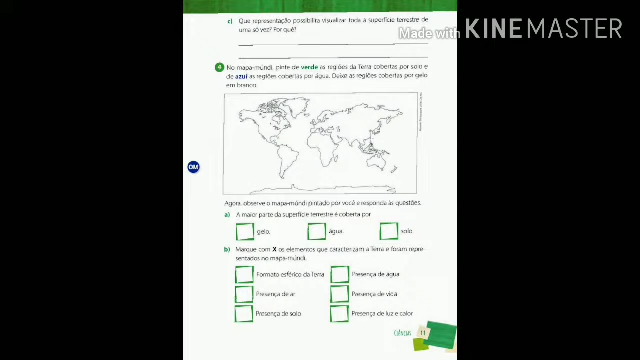 c) Que representação possibilita visualizar toda a superfície terrestre de
uma só vez? Por quê?
Made with KINEMASTER
4 No mapa-múndi, pinte de verde as regiões da Terra cobertas por solo e
de azul as regiões cobertas por água. Deixe as regiões cobertas por gelo
em branco.
OM
Agora, observe o mapa-múndi pintado por você e responda às questões.
a) A maior parte da superfície terrestre é coberta por
gelo. água. solo
b) Marque com X os elementos que caracterizam a Terra e foram repre-
sentados no mapa-múndi.
Formato esférico da Terra Presença de água
Presença de ar Presença de vida
Presença de solo Presença de luz e calor
Ciências 11